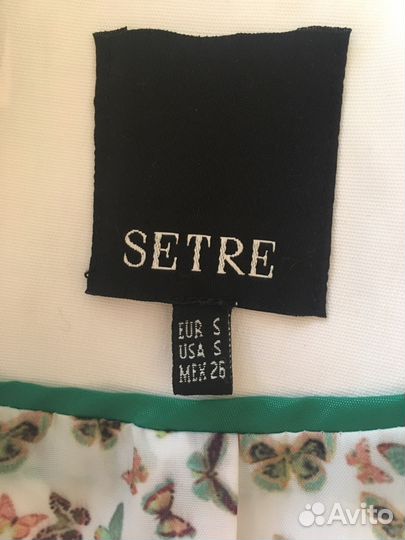 SETRE
EUR S
USA S
MEX 26
Avito